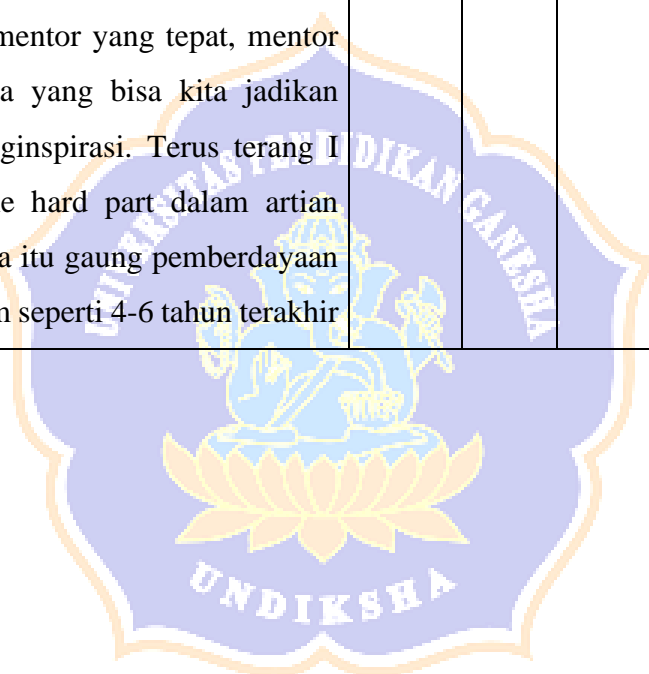 mentor yang tepat, mentor
a yang bisa kita jadikan
ginspirasi. Terus terang I
e hard part dalam artian
a itu gaung pemberdayaan
n seperti 4-6 tahun terakhir
UNIVERSITAS PENDIDIKAN GANESHA
UNDIKSHA